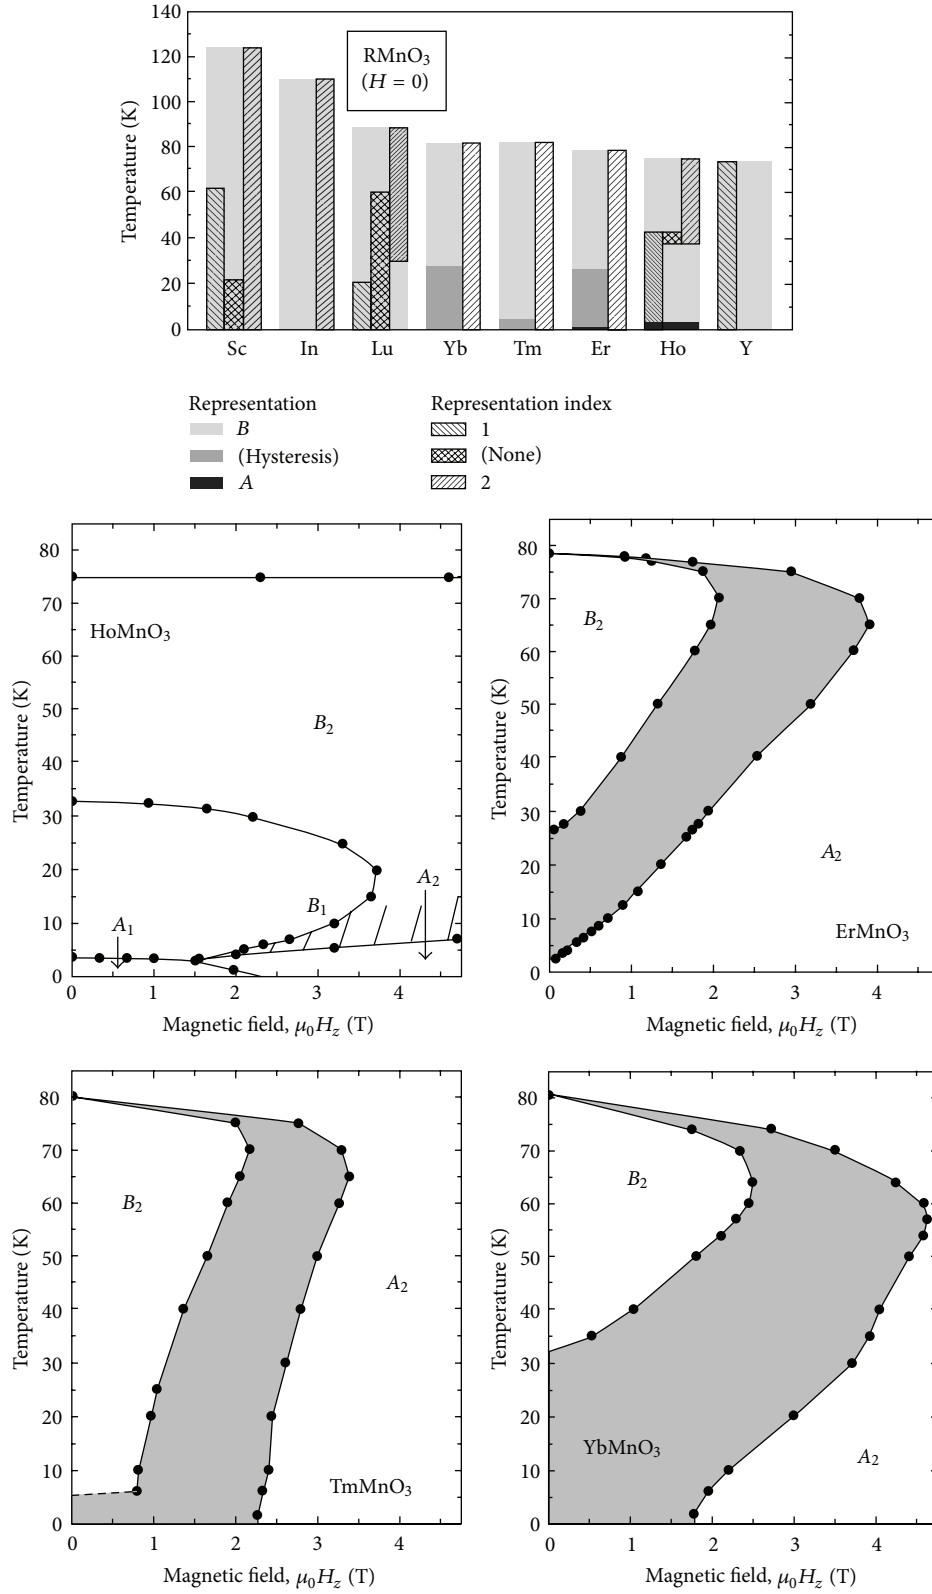 140
120
100
80
60
40
20
0
Temperature (K)
RMnO₃
(H = 0)
Sc In Lu Yb Tm Er Ho Y
Representation
B
(Hysteresis)
A
Representation index
1
(None)
2
80
70
60
50
40
30
20
10
0
Temperature (K)
HoMnO₃
B₂
B₁
A₂
A₁
0 1 2 3 4
Magnetic field, μ₀H_z (T)
80
70
60
50
40
30
20
10
0
Temperature (K)
B₂
A₂
ErMnO₃
0 1 2 3 4
Magnetic field, μ₀H_z (T)
80
70
60
50
40
30
20
10
0
Temperature (K)
B₂
A₂
TmMnO₃
0 1 2 3 4
Magnetic field, μ₀H_z (T)
80
70
60
50
40
30
20
10
0
Temperature (K)
B₂
YbMnO₃
A₂
0 1 2 3 4
Magnetic field, μ₀H_z (T)